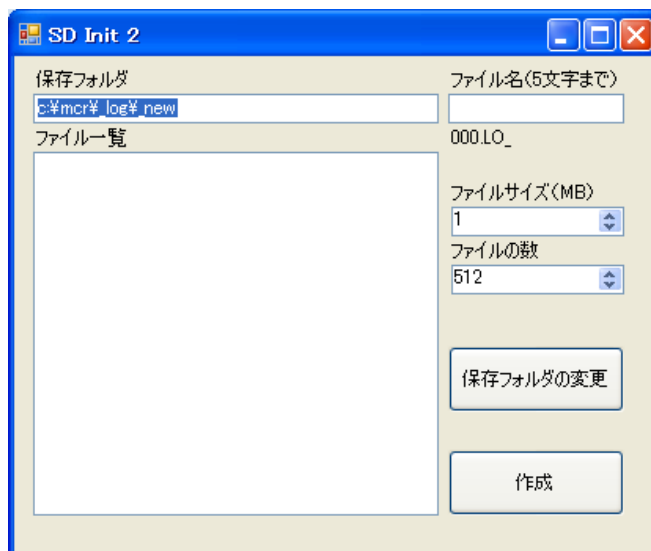 SD Init 2
保存フォルダ
c:¥mcr¥_log¥_new
ファイル一覧
ファイル名(5文字まで)
000.LO_
ファイルサイズ(MB)
1
ファイルの数
512
保存フォルダの変更
作成